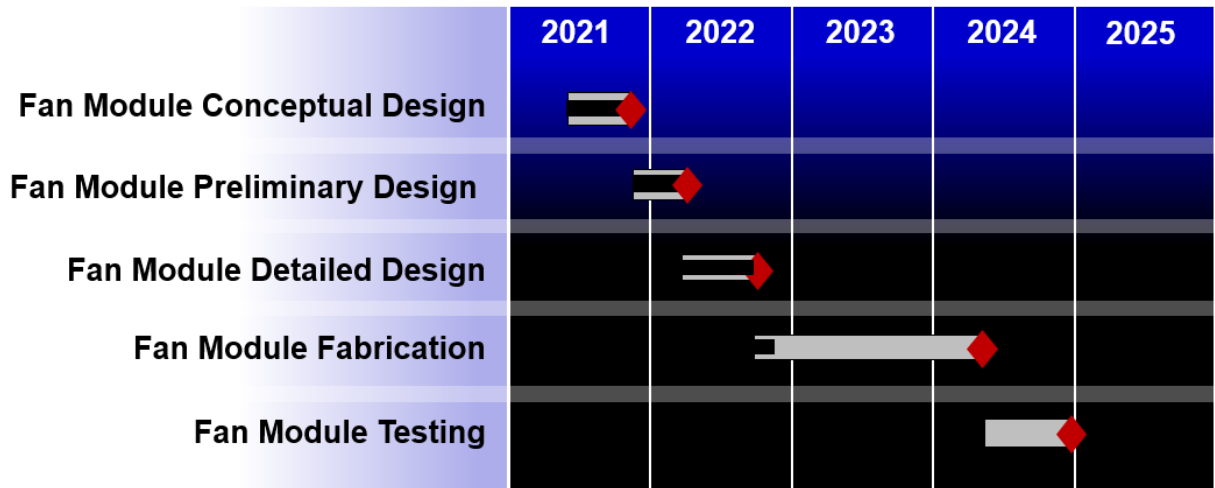 2021 2022 2023 2024 2025
Fan Module Conceptual Design
Fan Module Preliminary Design
Fan Module Detailed Design
Fan Module Fabrication
Fan Module Testing